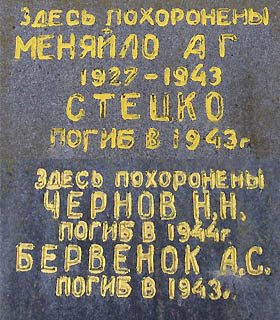 ЗДЕСЬ ПОХОРОНЕНЫ
МЕНЯЙЛО А Г
1927-1943
СТЕЦКО
ПОГИБ В 1943г
ЗДЕСЬ ПОХОРОНЕНЫ
ЧЕРНОВ Н.Н.
ПОГИБ В 1944г
БЕРВЕНОК А.С.
ПОГИБ В 1943г.